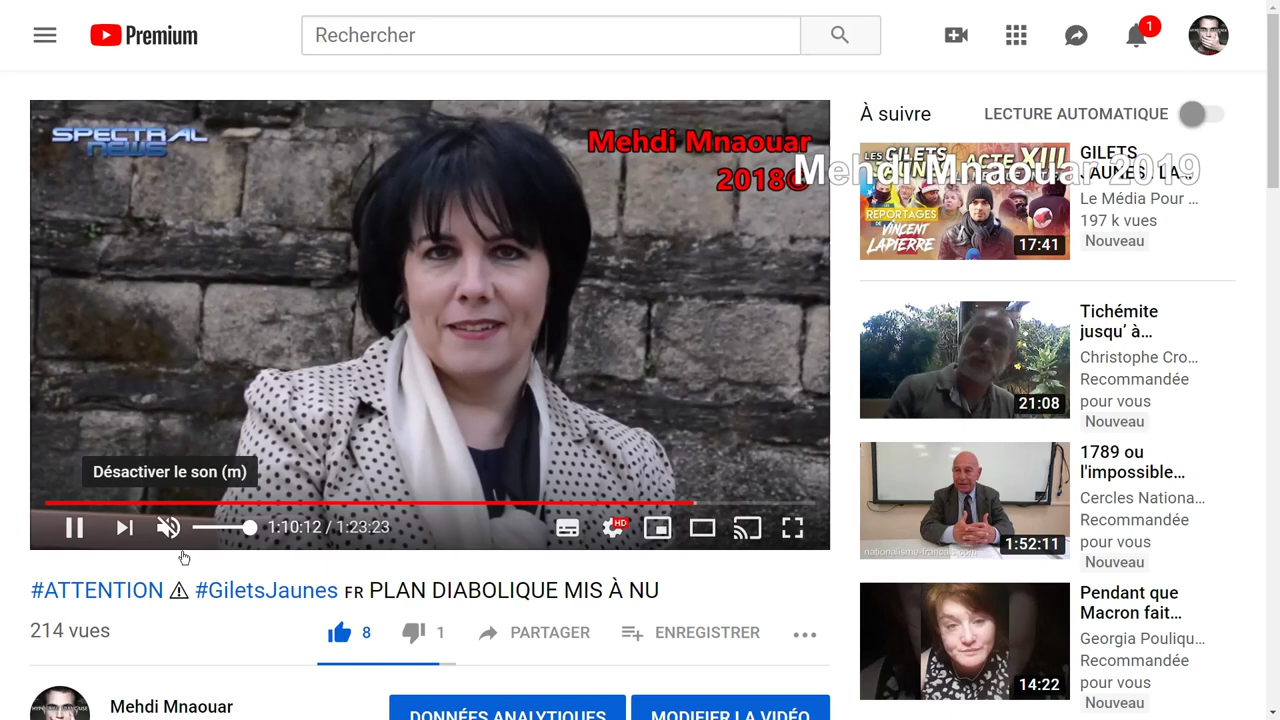 Premium
Rechercher
1
SPECTRAL
NEWS
Mehdi Mnaouar
2018©
Mehdi Mnaouar 2019
Désactiver le son (m)
1:10:12 / 1:23:23
HD
#ATTENTION ⚠ #GiletsJaunes FR PLAN DIABOLIQUE MIS À NU
214 vues
8
1
PARTAGER
ENREGISTRER
Mehdi Mnaouar
DONNÉES ANALYTIQUES
MODIFIER LA VIDÉO
À suivre
LECTURE AUTOMATIQUE
LES GILETS
ACTE XIII
LES REPORTAGES
DE VINCENT
LAPIERRE
17:41
GILETS
JAUNES : LA...
Le Média Pour ...
197 k vues
Nouveau
21:08
Tichémite
jusqu’ à...
Christophe Cro...
Recommandée
pour vous
Nouveau
nationalisme-francais.com
1:52:11
1789 ou
l'impossible...
Cercles Nationa...
Recommandée
pour vous
Nouveau
14:22
Pendant que
Macron fait...
Georgia Pouliqu...
Recommandée
pour vous
Nouveau